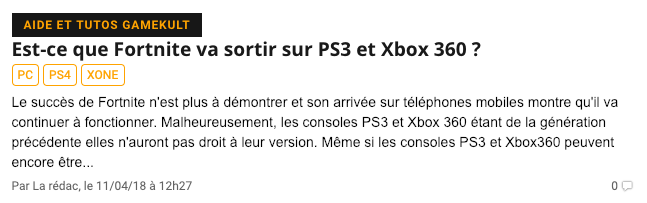 AIDE ET TUTOS GAMEKULT
Est-ce que Fortnite va sortir sur PS3 et Xbox 360 ?
PC PS4 XONE
Le succès de Fortnite n'est plus à démontrer et son arrivée sur téléphones mobiles montre qu'il va
continuer à fonctionner. Malheureusement, les consoles PS3 et Xbox 360 étant de la génération
précédente elles n'auront pas droit à leur version. Même si les consoles PS3 et Xbox360 peuvent
encore être...
Par La rédac, le 11/04/18 à 12h27 0